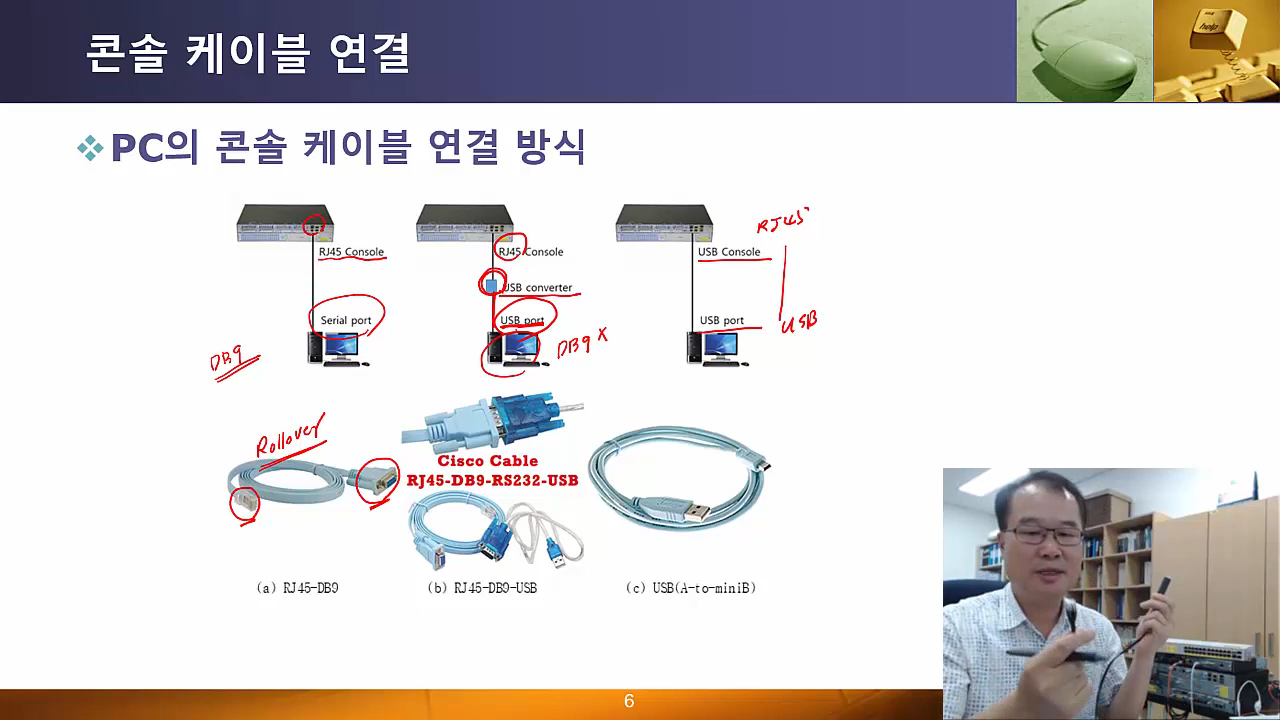 콘솔 케이블 연결
help
PC의 콘솔 케이블 연결 방식
RJ45
RJ45 Console
RJ45 Console
USB Console
USB converter
Serial port
USB port
USB port
USB
DB9
DB9 X
Rollover
Cisco Cable
RJ45-DB9-RS232-USB
(a) RJ45-DB9
(b) RJ45-DB9-USB
(c) USB(A-to-miniB)
6